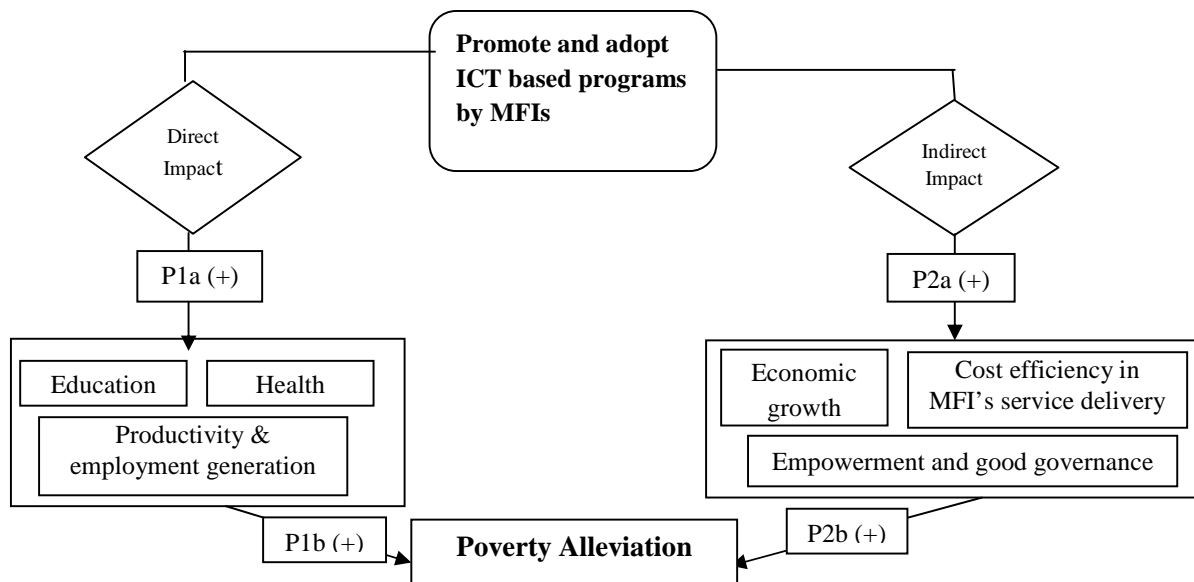 Promote and adopt
ICT based programs
by MFIs
Direct
Impact
Indirect
Impact
P1a (+)
P2a (+)
Education
Health
Productivity &
employment generation
Economic
growth
Cost efficiency in
MFI's service delivery
Empowerment and good governance
P1b (+)
Poverty Alleviation
P2b (+)